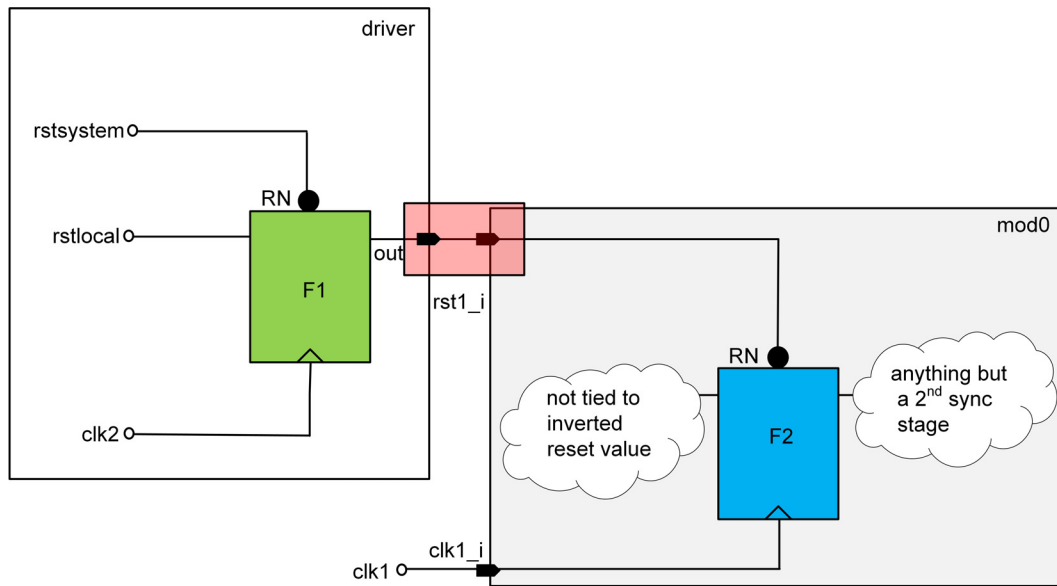 driver
rstsystem
RN
rstlocal
out
F1
rst1_i
clk2
mod0
RN
not tied to
inverted
reset value
F2
anything but
a 2nd sync
stage
clk1_i
clk1